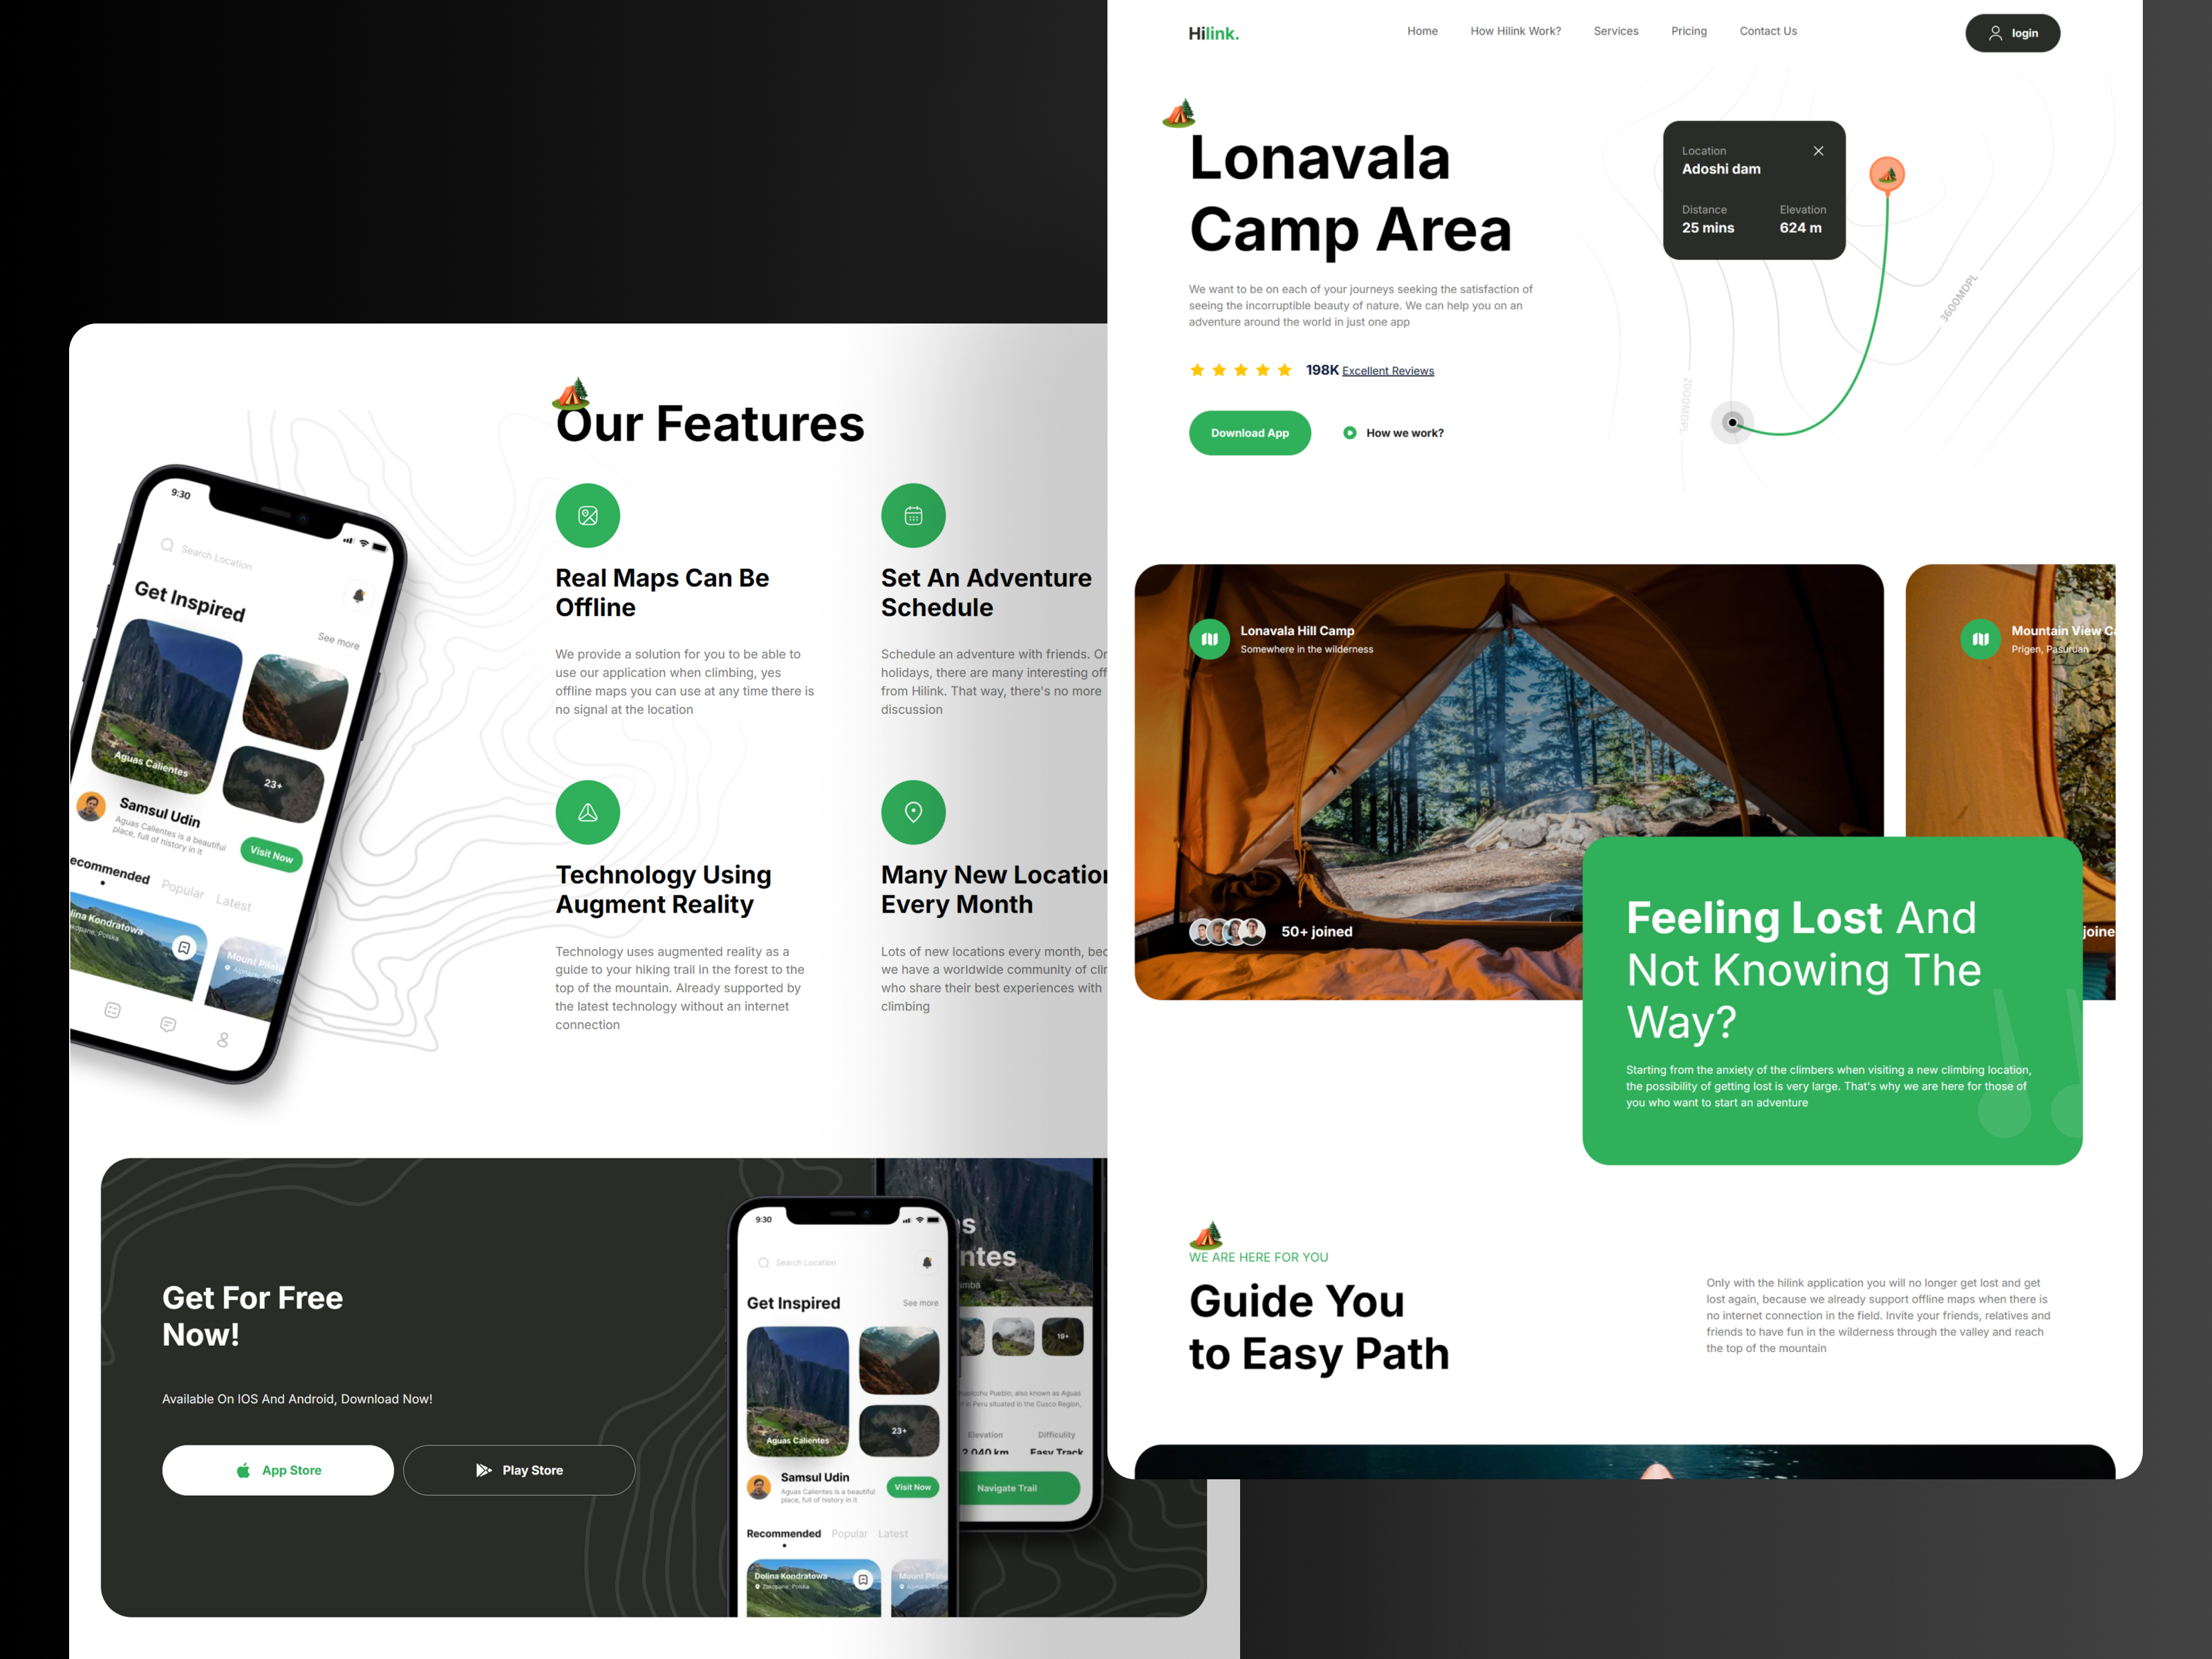 Hilink.
Home
How Hilink Work?
Services
Pricing
Contact Us
login
Lonavala
Camp Area
We want to be on each of your journeys seeking the satisfaction of
seeing the incorruptible beauty of nature. We can help you on an
adventure around the world in just one app
198K Excellent Reviews
Download App
How we work?
Location
Adoshi dam
Distance
25 mins
Elevation
624 m
3600MDPL
2000MDPL
Lonavala Hill Camp
Somewhere in the wilderness
50+ joined
Mountain View
Prigen, Pasuruan
Feeling Lost And
Not Knowing The
Way?
Starting from the anxiety of the climbers when visiting a new climbing location,
the possibility of getting lost is very large. That's why we are here for those of
you who want to start an adventure
WE ARE HERE FOR YOU
Guide You
to Easy Path
Only with the hilink application you will no longer get lost and get
lost again, because we already support offline maps when there is
no internet connection in the field. Invite your friends, relatives and
friends to have fun in the wilderness through the valley and reach
the top of the mountain
Our Features
Real Maps Can Be
Offline
We provide a solution for you to be able to
use our application when climbing, yes
offline maps you can use at any time there is
no signal at the location
Set An Adventure
Schedule
Schedule an adventure with friends. On
holidays, there are many interesting
from Hilink. That way, there's no more
discussion
Technology Using
Augment Reality
Technology uses augmented reality as a
guide to your hiking trail in the forest to the
top of the mountain. Already supported by
the latest technology without an internet
connection
Many New
Every Month
Lots of new locations every month,
we have a worldwide community of
who share their best experiences with
climbing
9:30
Search Location
Get Inspired
See more
Aguas Calientes
23+
Samsul Udin
Aguas Calientes is a beautiful
place, full of history in it
Visit Now
Popular
Latest
Kondratowa
Polska
Mount
Get For Free
Now!
Available On IOS And Android, Download Now!
App Store
Play Store
9:30
Search Location
Get Inspired
See more
Aguas Calientes
23+
Samsul Udin
Aguas Calientes is a beautiful
place, full of history in it
Visit Now
Recommended
Popular
Latest
Dolina Kondratowa
Zakopane, Polska
Mount
19+
Pueblo, also known as Aguas
in Peru situated in the Cusco Region,
Elevation
Difficulity
2.040 km
Easy Track
Navigate Trail